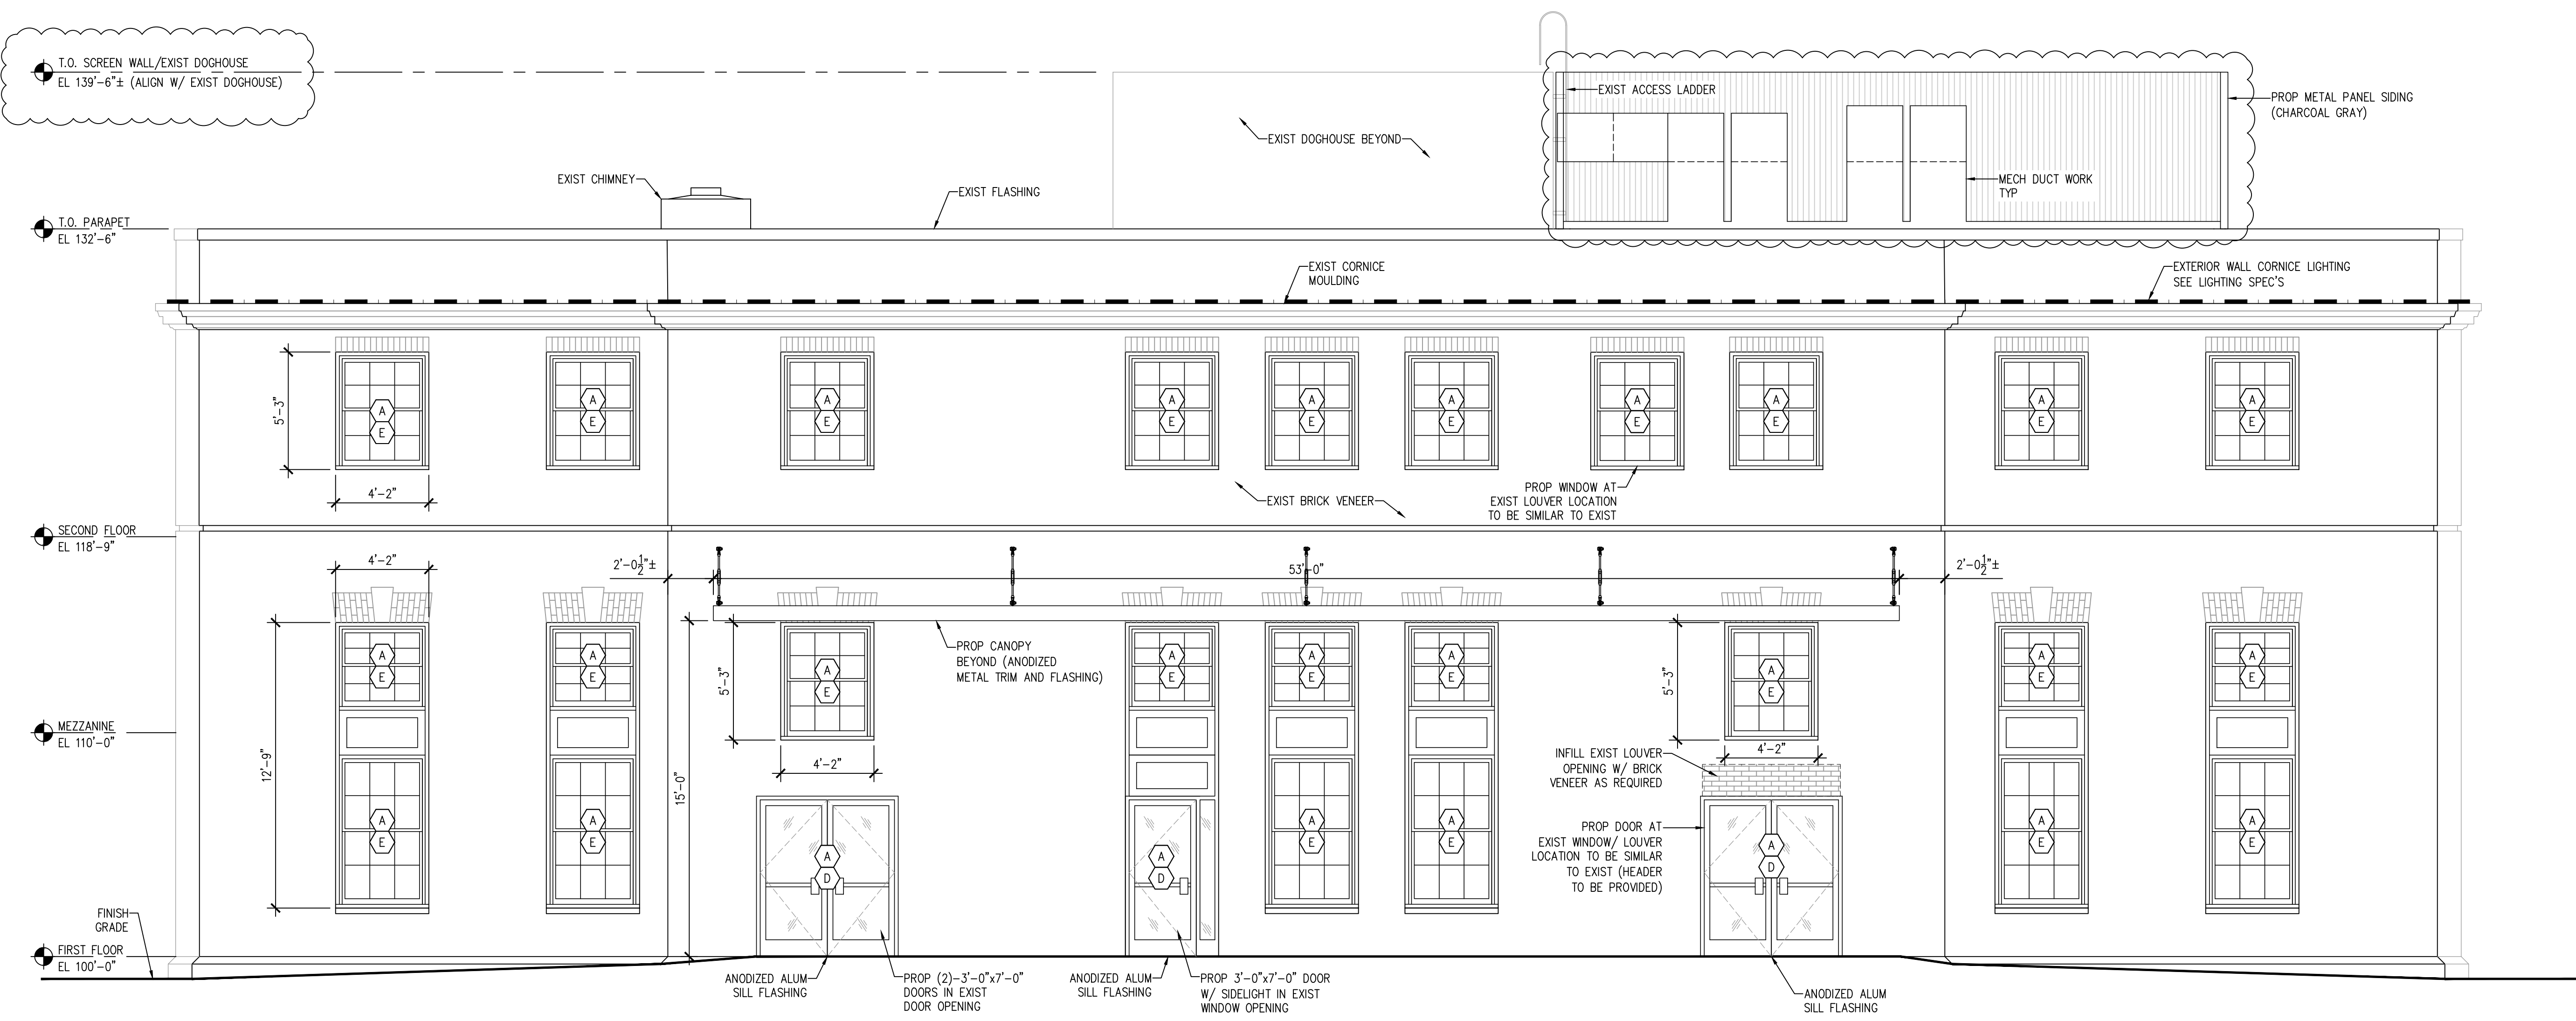 T.O. SCREEN WALL/EXIST DOGHOUSE
EL 139'-6"± (ALIGN W/ EXIST DOGHOUSE)
EXIST ACCESS LADDER
PROP METAL PANEL SIDING
(CHARCOAL GRAY)
EXIST DOGHOUSE BEYOND
EXIST CHIMNEY
EXIST FLASHING
MECH DUCT WORK
TYP
T.O. PARAPET
EL 132'-6"
EXIST CORNICE
MOULDING
EXTERIOR WALL CORNICE LIGHTING
SEE LIGHTING SPEC'S
5'-3"
A A A A A A A A A A
E E E E E E E E E E
4'-2"
EXIST BRICK VENEER
PROP WINDOW AT
EXIST LOUVER LOCATION
TO BE SIMILAR TO EXIST
SECOND FLOOR
EL 118'-9"
4'-2"
2'-0 1/2"±
53'-0"
2'-0 1/2"±
A A A A A A A A A
E E E E E E E E E
PROP CANOPY
BEYOND (ANODIZED
METAL TRIM AND FLASHING)
5'-3"
5'-3"
MEZZANINE
EL 110'-0"
12'-9"
4'-2"
15'-0"
4'-2"
INFILL EXIST LOUVER
OPENING W/ BRICK
VENEER AS REQUIRED
A A A A A A
E E E E E E
A A A
D D D
PROP DOOR AT
EXIST WINDOW/ LOUVER
LOCATION TO BE SIMILAR
TO EXIST (HEADER
TO BE PROVIDED)
FINISH
GRADE
FIRST FLOOR
EL 100'-0"
ANODIZED ALUM
SILL FLASHING
PROP (2)-3'-0"x7'-0"
DOORS IN EXIST
DOOR OPENING
ANODIZED ALUM
SILL FLASHING
PROP 3'-0"x7'-0" DOOR
W/ SIDELIGHT IN EXIST
WINDOW OPENING
ANODIZED ALUM
SILL FLASHING